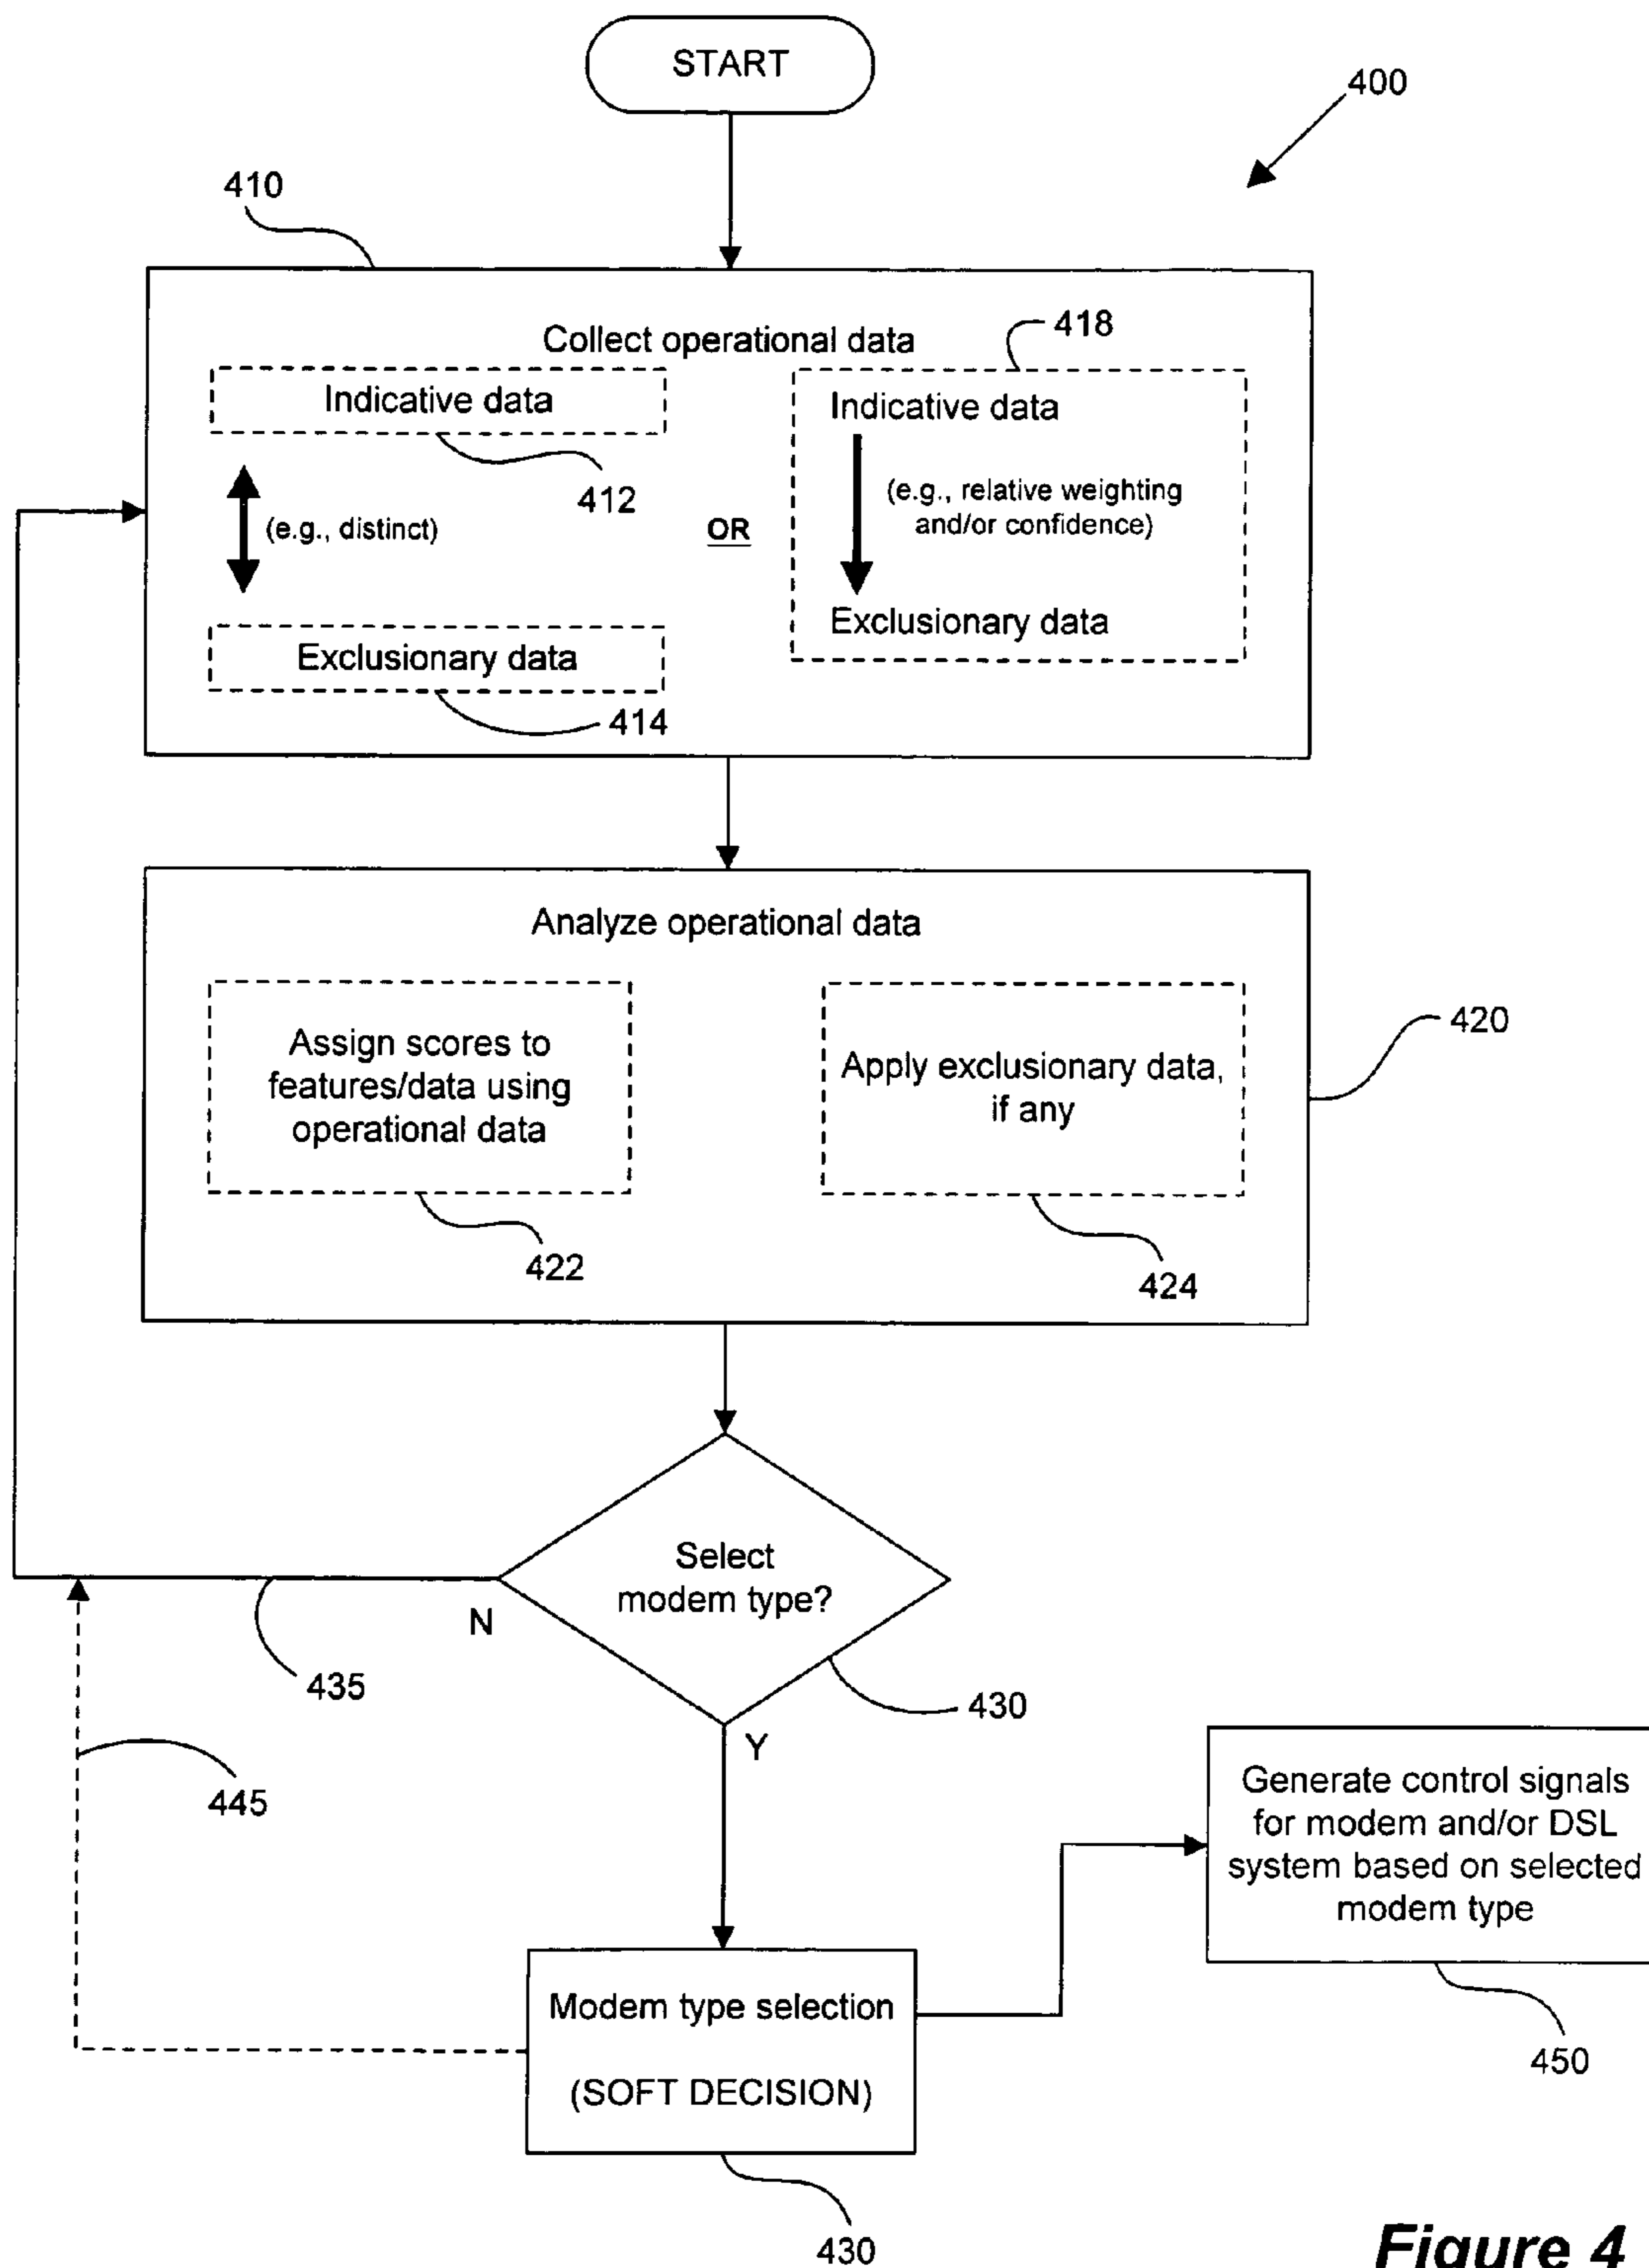 START
400
410
Collect operational data
418
Indicative data
412
(e.g., distinct)
Exclusionary data
414
OR
Indicative data
(e.g., relative weighting
and/or confidence)
Exclusionary data
Analyze operational data
Assign scores to
features/data using
operational data
422
Apply exclusionary data,
if any
424
420
Select
modem type?
N
435
430
Y
445
Generate control signals
for modem and/or DSL
system based on selected
modem type
450
Modem type selection
(SOFT DECISION)
430
Figure 4